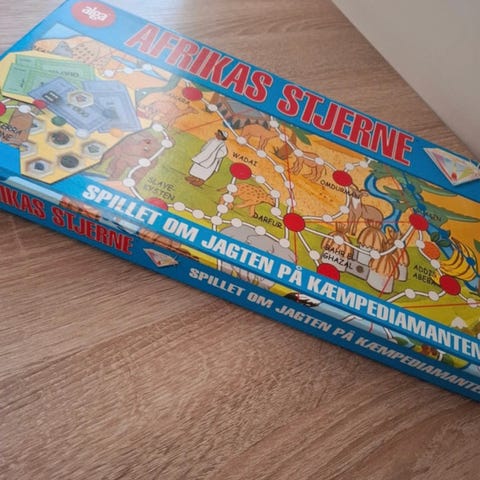 alga
AFRIKAS STJERNE
WADAI
OMDURMAN
SLAVE-
KYSTEN
DARFUR
BAHR EL
GHAZAL
ADDIS
ABEBA
SPILLET OM JAGTEN PÅ KÆMPEDIAMANTEN
AFRIKAS STJERNE
SPILLET OM JAGTEN PÅ KÆMPEDIAMANTEN